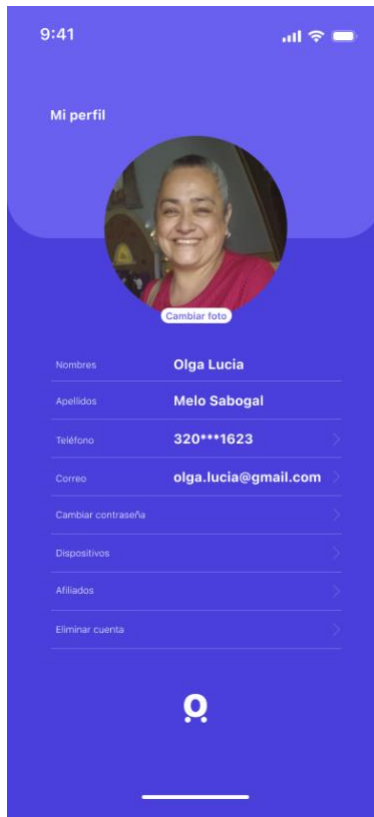 9:41
Mi perfil
Cambiar foto
Nombres Olga Lucia
Apellidos Melo Sabogal
Teléfono 320***1623
Correo olga.lucia@gmail.com
Cambiar contraseña
Dispositivos
Afiliados
Eliminar cuenta